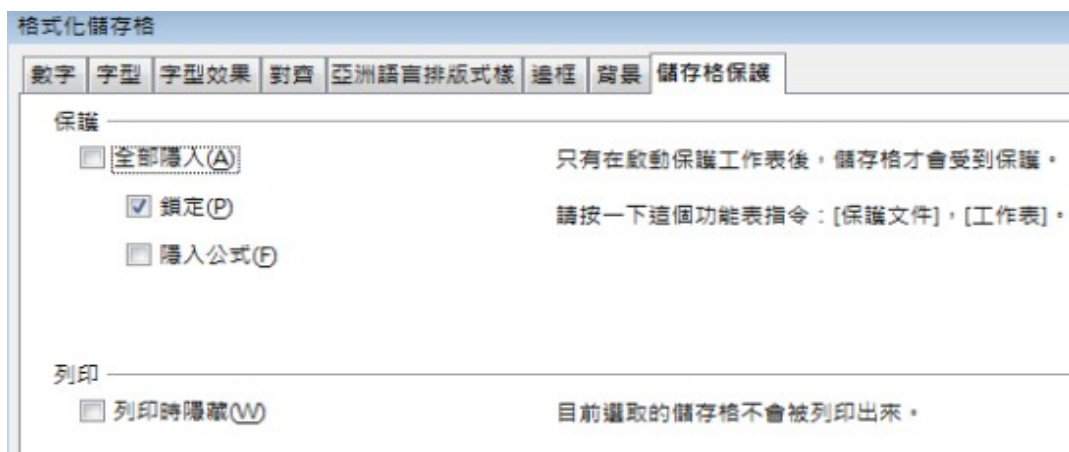 格式化儲存格
數字 字型 字型效果 對齊 亞洲語言排版式樣 邊框 背景 儲存格保護
保護
全部隱入(A) 只有在啟動保護工作表後，儲存格才會受到保護。
鎖定(P) 請按一下這個功能表指令：[保護文件]，[工作表]。
隱入公式(F)
列印
列印時隱藏(W) 目前選取的儲存格不會被列印出來。